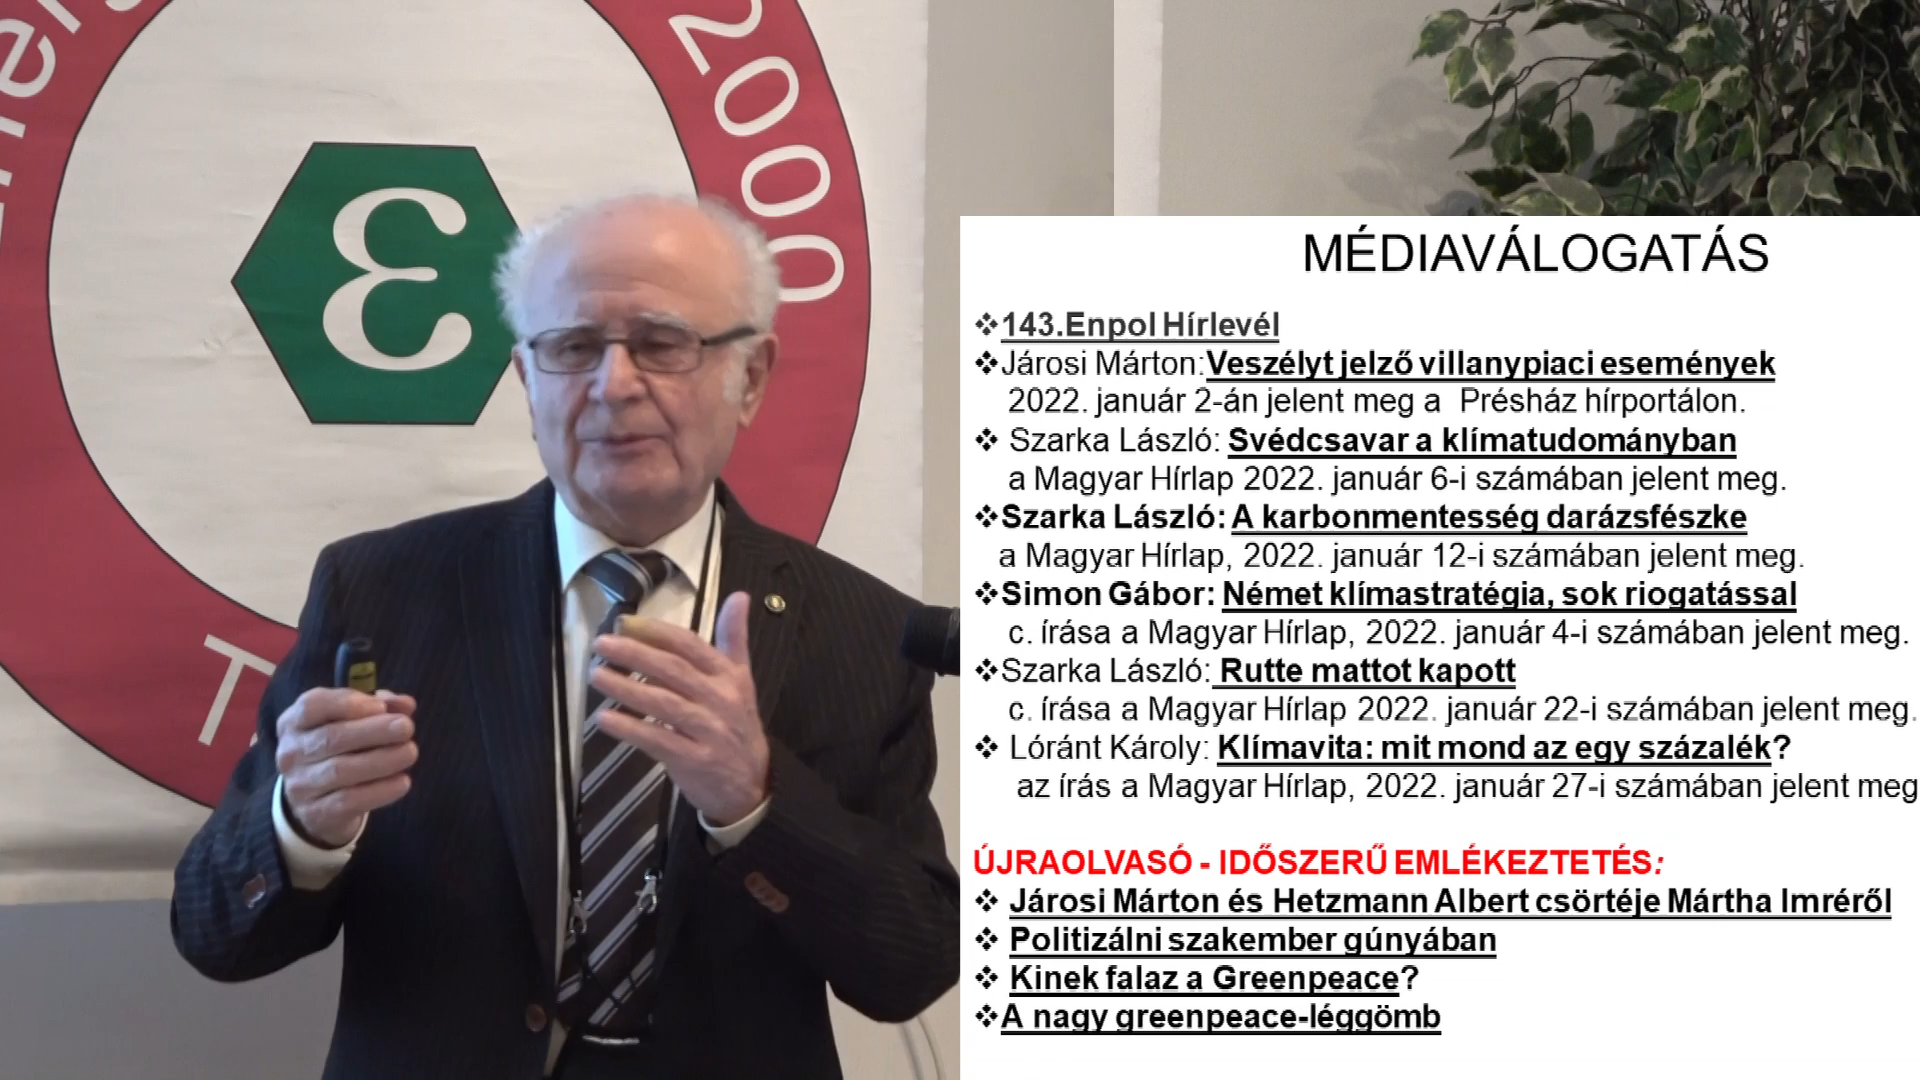 2000
ε
MÉDIAVÁLOGATÁS
❖143.Enpol Hírlevél
❖Járosi Márton:Veszélyt jelző villanypiaci események
2022. január 2-án jelent meg a Présház hírportálon.
❖ Szarka László: Svédcsavar a klímatudományban
a Magyar Hírlap 2022. január 6-i számában jelent meg.
❖Szarka László: A karbonmentesség darázsfészke
a Magyar Hírlap, 2022. január 12-i számában jelent meg.
❖Simon Gábor: Német klímastratégia, sok riogatással
c. írása a Magyar Hírlap, 2022. január 4-i számában jelent meg.
❖Szarka László: Rutte mattot kapott
c. írása a Magyar Hírlap 2022. január 22-i számában jelent meg.
❖ Lóránt Károly: Klímavita: mit mond az egy százalék?
az írás a Magyar Hírlap, 2022. január 27-i számában jelent meg
ÚJRAOLVASÓ - IDŐSZERŰ EMLÉKEZTETÉS:
❖ Járosi Márton és Hetzmann Albert csörtéje Mártha Imréről
❖ Politizálni szakember gúnyában
❖ Kinek falaz a Greenpeace?
❖A nagy greenpeace-léggömb